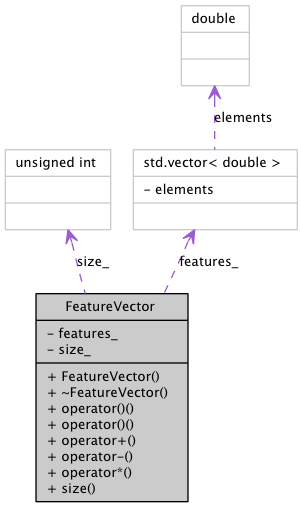 double
elements
unsigned int
std.vector< double >
- elements
size_
features_
FeatureVector
- features_
- size_
+ FeatureVector()
+ ~FeatureVector()
+ operator()()
+ operator()()
+ operator+()
+ operator-()
+ operator*()
+ size()